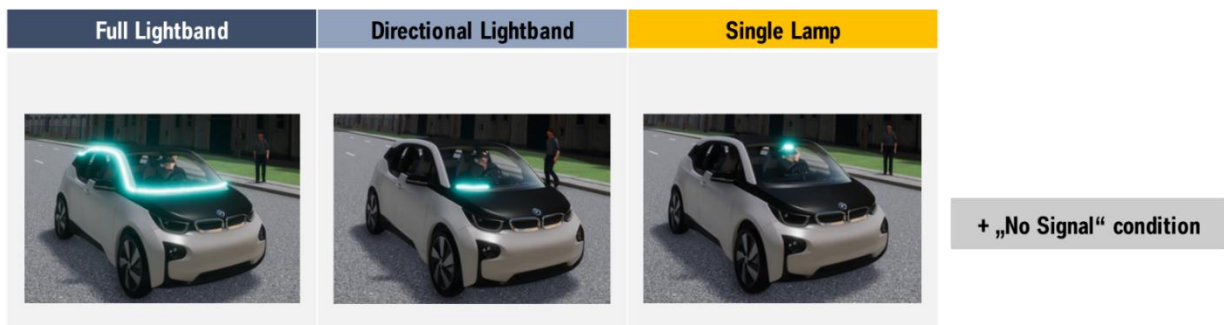 Full Lightband
Directional Lightband
Single Lamp
+ „No Signal“ condition